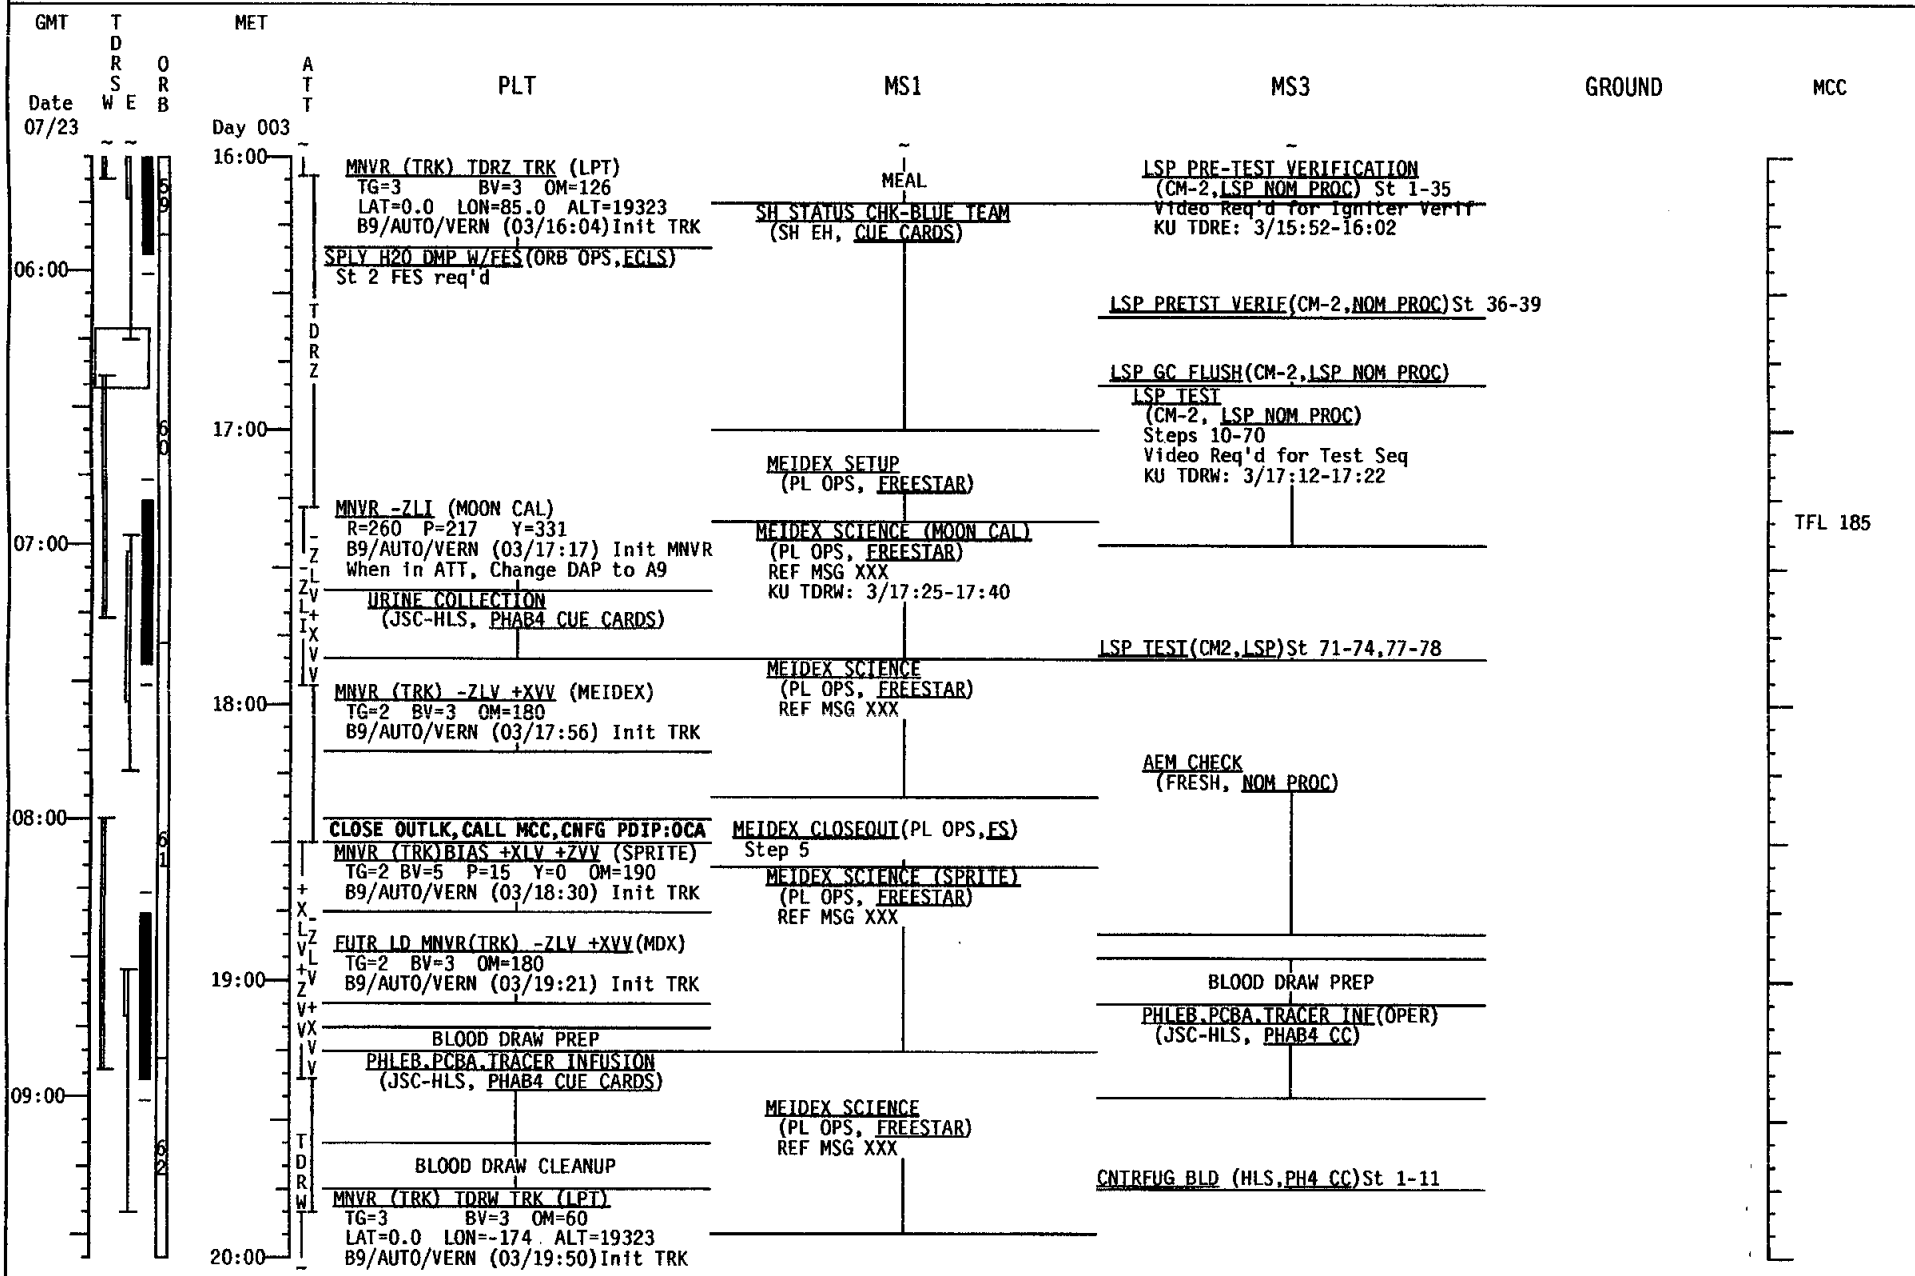 GMT
TDRS
W E
ORB
MET
ATT
PLT
MS1
MS3
GROUND
MCC
Date
07/23
Day 003
16:00
17:00
18:00
19:00
20:00
06:00
07:00
08:00
09:00
59
60
61
62
TDRZ
-ZLI
-ZLV+XVV
+XLV+ZVV
-ZLV +XVV
TDRW
MNVR (TRK) TDRZ TRK (LPT)
TG=3 BV=3 OM=126
LAT=0.0 LON=85.0 ALT=19323
B9/AUTO/VERN (03/16:04)Init TRK
SPLY H2O DMP W/FES(ORB OPS,ECLS)
St 2 FES req'd
MNVR -ZLI (MOON CAL)
R=260 P=217 Y=331
B9/AUTO/VERN (03/17:17) Init MNVR
When in ATT, Change DAP to A9
URINE COLLECTION
(JSC-HLS, PHAB4 CUE CARDS)
MNVR (TRK) -ZLV +XVV (MEIDEX)
TG=2 BV=3 OM=180
B9/AUTO/VERN (03/17:56) Init TRK
CLOSE OUTLK,CALL MCC,CNFG PDIP:OCA
MNVR (TRK)BIAS +XLV +ZVV (SPRITE)
TG=2 BV=5 P=15 Y=0 OM=190
B9/AUTO/VERN (03/18:30) Init TRK
FUTR LD MNVR(TRK) -ZLV +XVV(MDX)
TG=2 BV=3 OM=180
B9/AUTO/VERN (03/19:21) Init TRK
BLOOD DRAW PREP
PHLEB,PCBA,TRACER INFUSION
(JSC-HLS, PHAB4 CUE CARDS)
BLOOD DRAW CLEANUP
MNVR (TRK) TDRW TRK (LPT)
TG=3 BV=3 OM=60
LAT=0.0 LON=-174 ALT=19323
B9/AUTO/VERN (03/19:50)Init TRK
MEAL
SH STATUS CHK-BLUE TEAM
(SH EH, CUE CARDS)
MEIDEX SETUP
(PL OPS, FREESTAR)
MEIDEX SCIENCE (MOON CAL)
(PL OPS, FREESTAR)
REF MSG XXX
KU TDRW: 3/17:25-17:40
MEIDEX SCIENCE
(PL OPS, FREESTAR)
REF MSG XXX
MEIDEX CLOSEOUT(PL OPS,FS)
Step 5
MEIDEX SCIENCE (SPRITE)
(PL OPS, FREESTAR)
REF MSG XXX
MEIDEX SCIENCE
(PL OPS, FREESTAR)
REF MSG XXX
LSP PRE-TEST VERIFICATION
(CM-2,LSP NOM PROC) St 1-35
Video Req'd for Igniter Verif
KU TDRE: 3/15:52-16:02
LSP PRETST VERIF(CM-2,NOM PROC)St 36-39
LSP GC FLUSH(CM-2,LSP NOM PROC)
LSP TEST
(CM-2, LSP NOM PROC)
Steps 10-70
Video Req'd for Test Seq
KU TDRW: 3/17:12-17:22
LSP TEST(CM2,LSP)St 71-74,77-78
AEM CHECK
(FRESH, NOM PROC)
BLOOD DRAW PREP
PHLEB,PCBA,TRACER INF(OPER)
(JSC-HLS, PHAB4 CC)
CNTRFUG BLD (HLS,PH4 CC)St 1-11
TFL 185